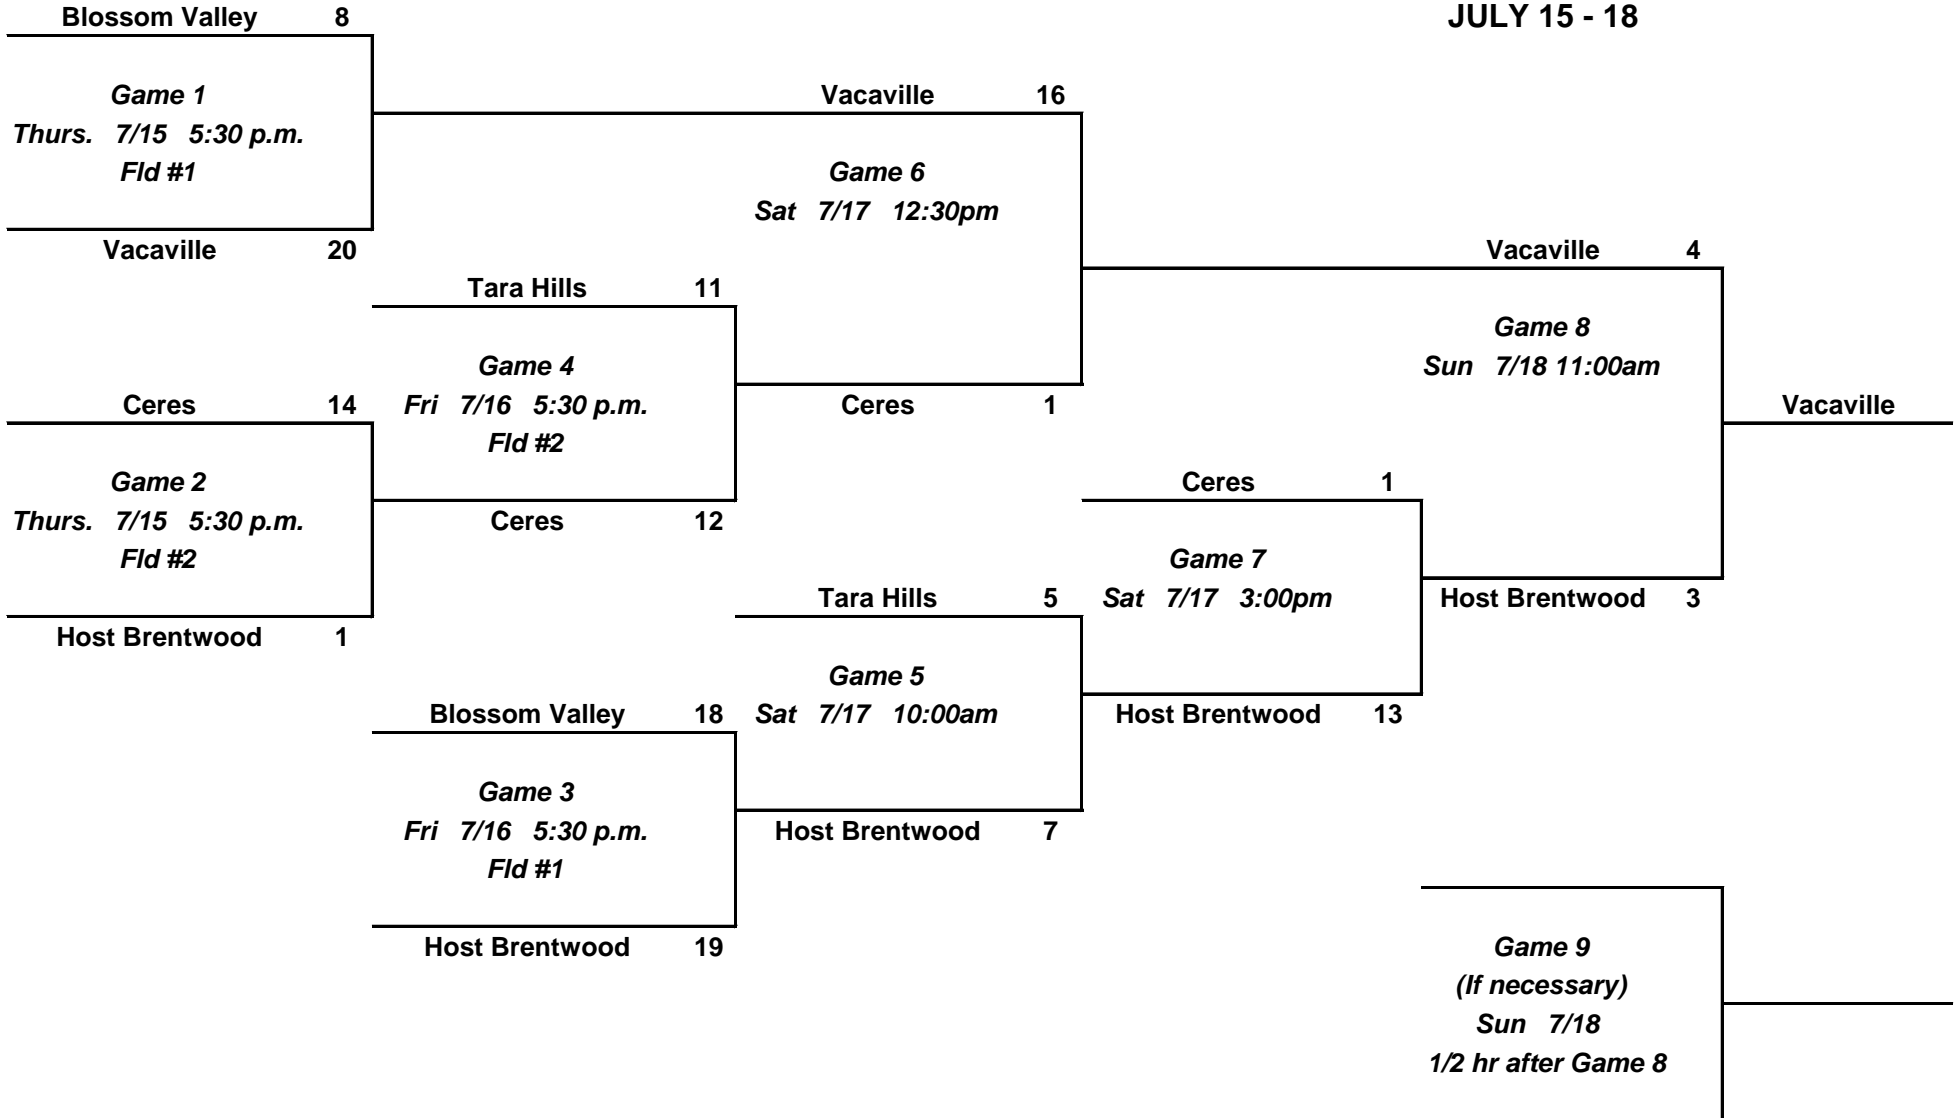 JULY 15 - 18
Blossom Valley 8
Game 1
Thurs. 7/15 5:30 p.m.
Fld #1
Vacaville 20
Ceres 14
Game 2
Thurs. 7/15 5:30 p.m.
Fld #2
Host Brentwood 1
Tara Hills 11
Game 4
Fri 7/16 5:30 p.m.
Fld #2
Ceres 12
Blossom Valley 18
Game 3
Fri 7/16 5:30 p.m.
Fld #1
Host Brentwood 19
Vacaville 16
Game 6
Sat 7/17 12:30pm
Ceres 1
Tara Hills 5
Game 5
Sat 7/17 10:00am
Host Brentwood 7
Ceres 1
Game 7
Sat 7/17 3:00pm
Host Brentwood 13
Vacaville 4
Game 8
Sun 7/18 11:00am
Host Brentwood 3
Vacaville
Game 9
(If necessary)
Sun 7/18
1/2 hr after Game 8